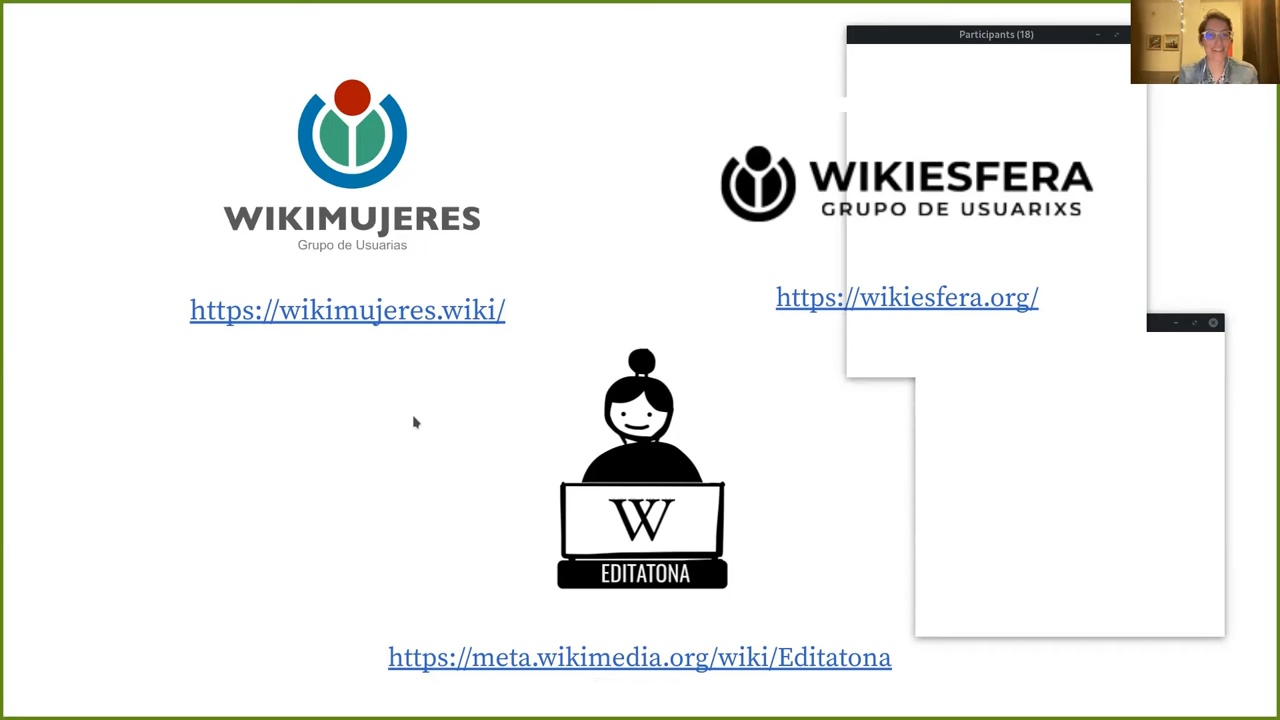 Participants (18)
WIKIMUJERES
Grupo de Usuarias
https://wikimujeres.wiki/
WIKIESFERA
GRUPO DE USUARIXS
https://wikiesfera.org/
W
EDITATONA
https://meta.wikimedia.org/wiki/Editatona